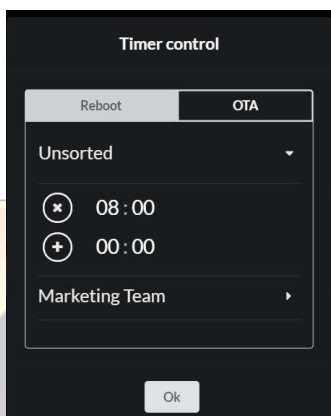 Timer control
Reboot OTA
Unsorted
08:00
00:00
Marketing Team
Ok